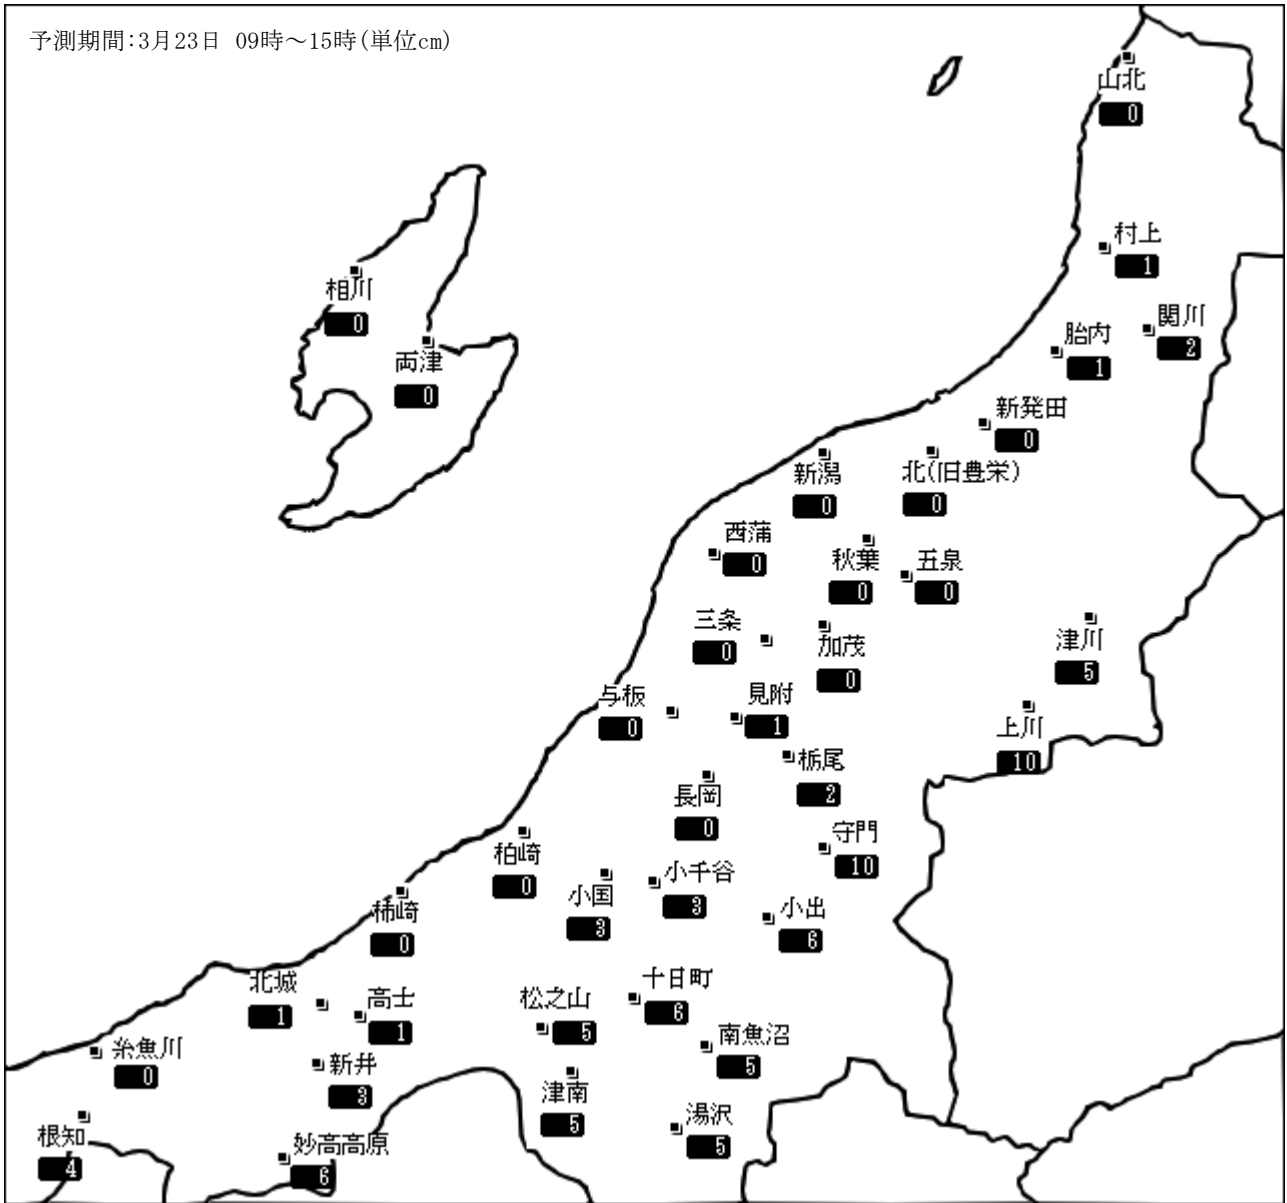 予測期間:3月23日 09時～15時(単位cm)
山北
0
村上
1
相川
0
関川
2
胎内
1
両津
0
新発田
0
新潟
0
北(旧豊栄)
0
西蒲
0
秋葉
0
五泉
0
三条
0
加茂
0
津川
5
与板
0
見附
1
上川
10
栃尾
2
長岡
0
守門
10
柏崎
0
小国
3
小千谷
3
小出
6
柿崎
0
北城
1
高士
1
松之山
5
十日町
6
南魚沼
5
糸魚川
0
新井
3
津南
5
湯沢
5
根知
4
妙高高原
6